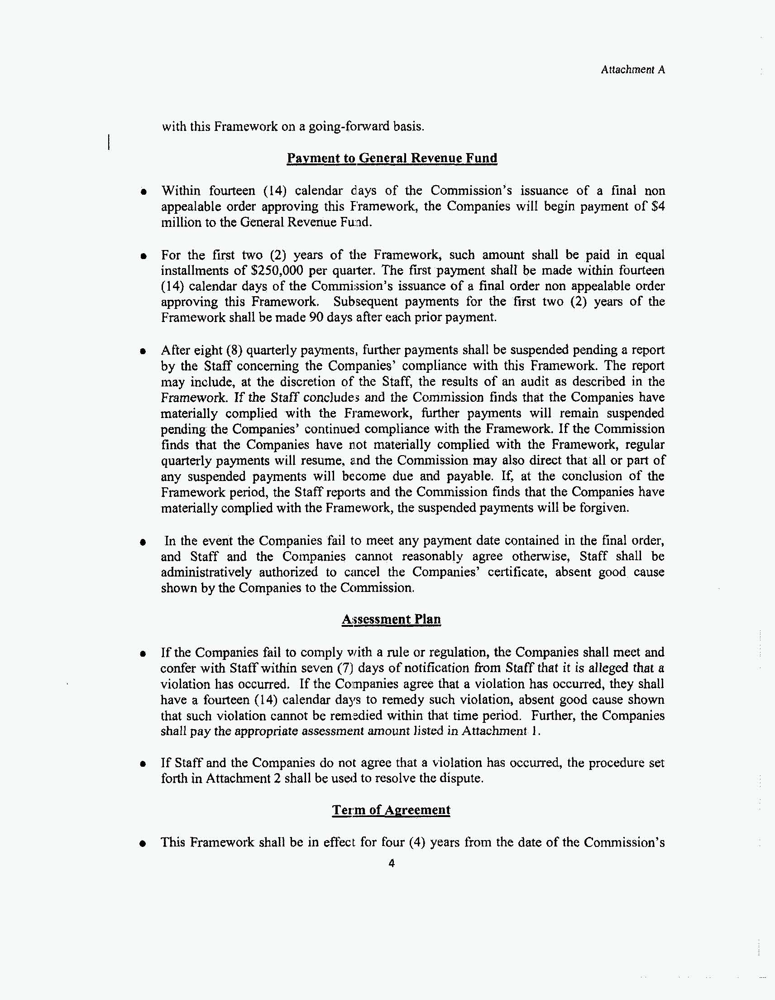 Attachment A
with this Framework on a going-forward basis.
Payment to General Revenue Fund
• Within fourteen (14) calendar days of the Commission's issuance of a final non
appealable order approving this Framework, the Companies will begin payment of $4
million to the General Revenue Fund.
• For the first two (2) years of the Framework, such amount shall be paid in equal
installments of $250,000 per quarter. The first payment shall be made within fourteen
(14) calendar days of the Commission's issuance of a final order non appealable order
approving this Framework. Subsequent payments for the first two (2) years of the
Framework shall be made 90 days after each prior payment.
• After eight (8) quarterly payments, further payments shall be suspended pending a report
by the Staff concerning the Companies' compliance with this Framework. The report
may include, at the discretion of the Staff, the results of an audit as described in the
Framework. If the Staff concludes and the Commission finds that the Companies have
materially complied with the Framework, further payments will remain suspended
pending the Companies' continued compliance with the Framework. If the Commission
finds that the Companies have not materially complied with the Framework, regular
quarterly payments will resume, and the Commission may also direct that all or part of
any suspended payments will become due and payable. If, at the conclusion of the
Framework period, the Staff reports and the Commission finds that the Companies have
materially complied with the Framework, the suspended payments will be forgiven.
• In the event the Companies fail to meet any payment date contained in the final order,
and Staff and the Companies cannot reasonably agree otherwise, Staff shall be
administratively authorized to cancel the Companies' certificate, absent good cause
shown by the Companies to the Commission.
Assessment Plan
• If the Companies fail to comply with a rule or regulation, the Companies shall meet and
confer with Staff within seven (7) days of notification from Staff that it is alleged that a
violation has occurred. If the Companies agree that a violation has occurred, they shall
have a fourteen (14) calendar days to remedy such violation, absent good cause shown
that such violation cannot be remedied within that time period. Further, the Companies
shall pay the appropriate assessment amount listed in Attachment 1.
• If Staff and the Companies do not agree that a violation has occurred, the procedure set
forth in Attachment 2 shall be used to resolve the dispute.
Term of Agreement
• This Framework shall be in effect for four (4) years from the date of the Commission's
4